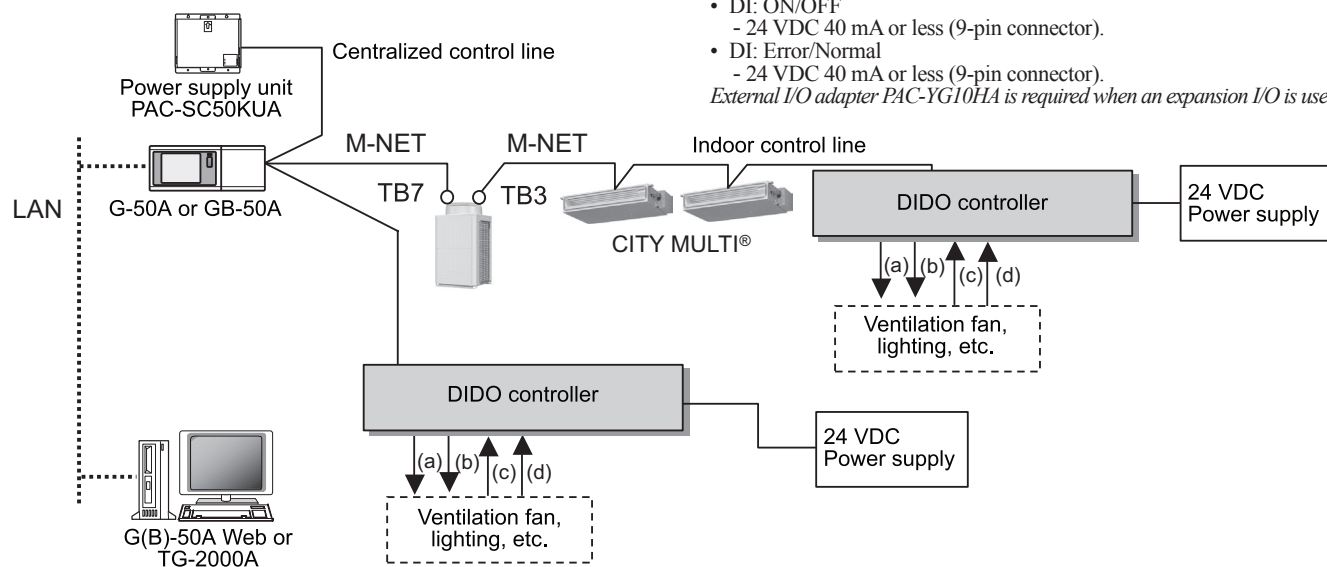 • DI: ON/OFF
- 24 VDC 40 mA or less (9-pin connector).
• DI: Error/Normal
- 24 VDC 40 mA or less (9-pin connector).
External I/O adapter PAC-YG10HA is required when an expansion I/O is use
Centralized control line
Power supply unit
PAC-SC50KUA
M-NET
M-NET
Indoor control line
LAN
G-50A or GB-50A
TB7
TB3
CITY MULTI®
DIDO controller
24 VDC
Power supply
(a)
(b)
(c)
(d)
Ventilation fan,
lighting, etc.
DIDO controller
24 VDC
Power supply
(a)
(b)
(c)
(d)
Ventilation fan,
lighting, etc.
G(B)-50A Web or
TG-2000A